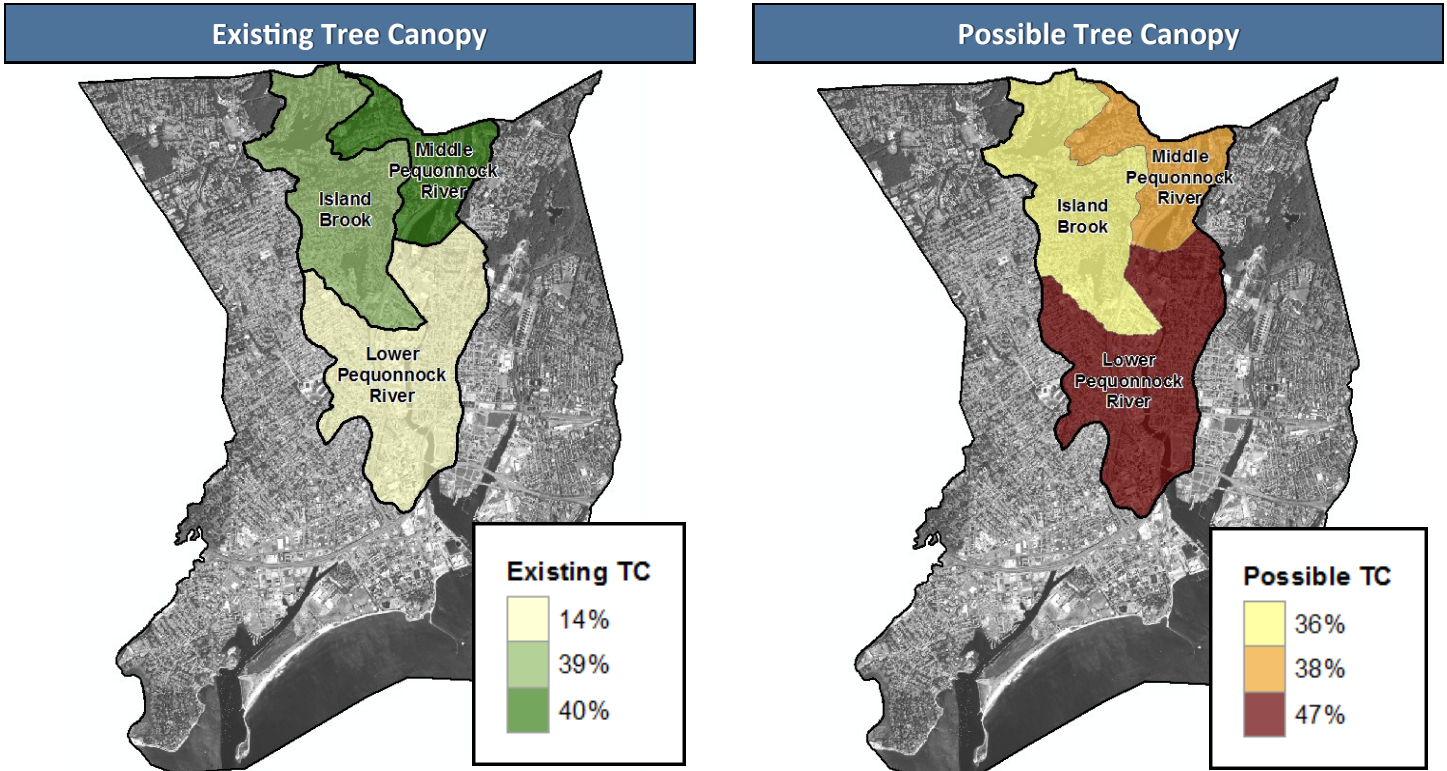 Existing Tree Canopy
Middle
Pequonnock
River
Island
Brook
Lower
Pequonnock
River
Existing TC
14%
39%
40%
Possible Tree Canopy
Middle
Pequonnock
River
Island
Brook
Lower
Pequonnock
River
Possible TC
36%
38%
47%